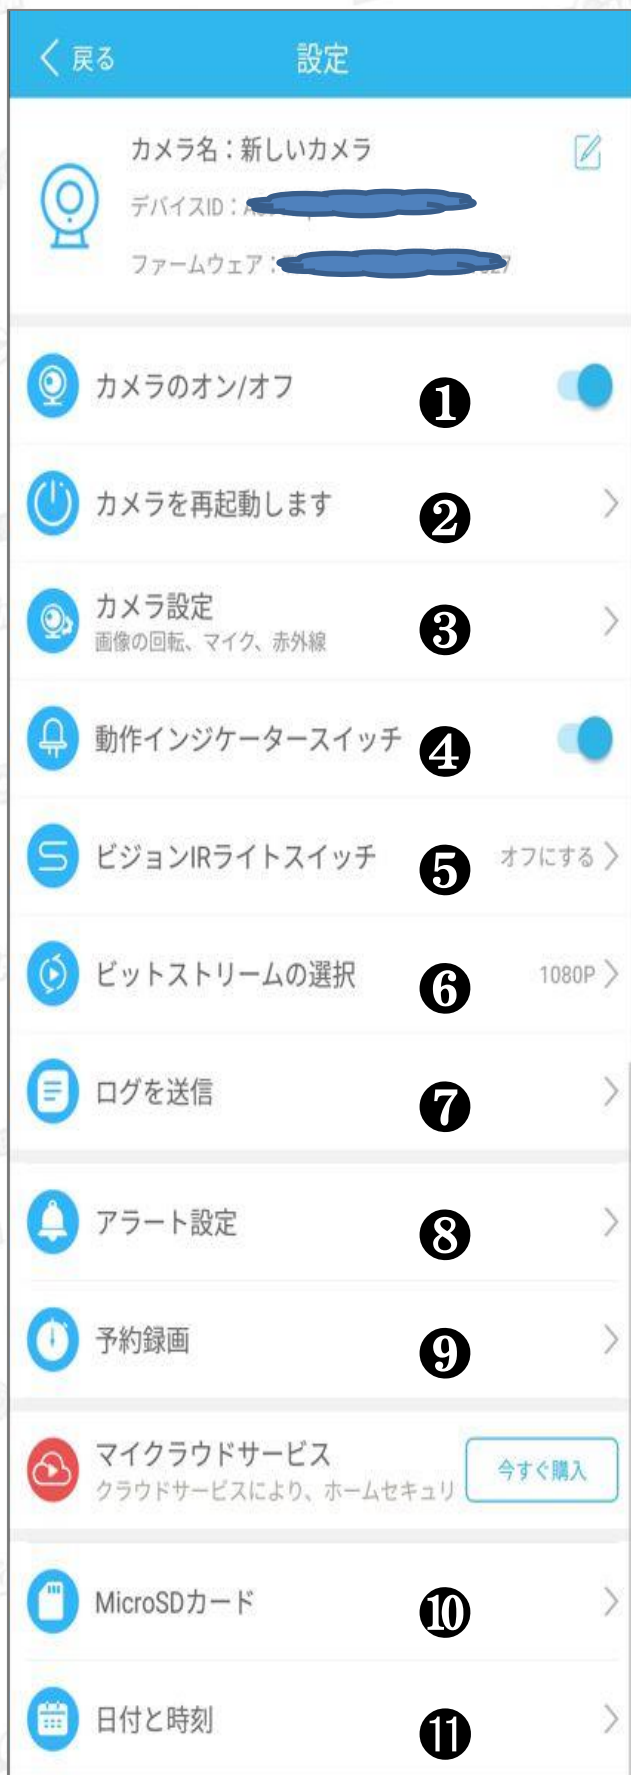 戻る
設定
カメラ名：新しいカメラ
デバイスID：
ファームウェア：
カメラのオン/オフ
❶
カメラを再起動します
❷
カメラ設定
画像の回転、マイク、赤外線
❸
動作インジケータースイッチ
❹
ビジョンIRライトスイッチ
❺
オフにする
ビットストリームの選択
❻
1080P
ログを送信
❼
アラート設定
❽
予約録画
❾
マイクラウドサービス
クラウドサービスにより、ホームセキュリ
今すぐ購入
MicroSDカード
❿
日付と時刻
⓫